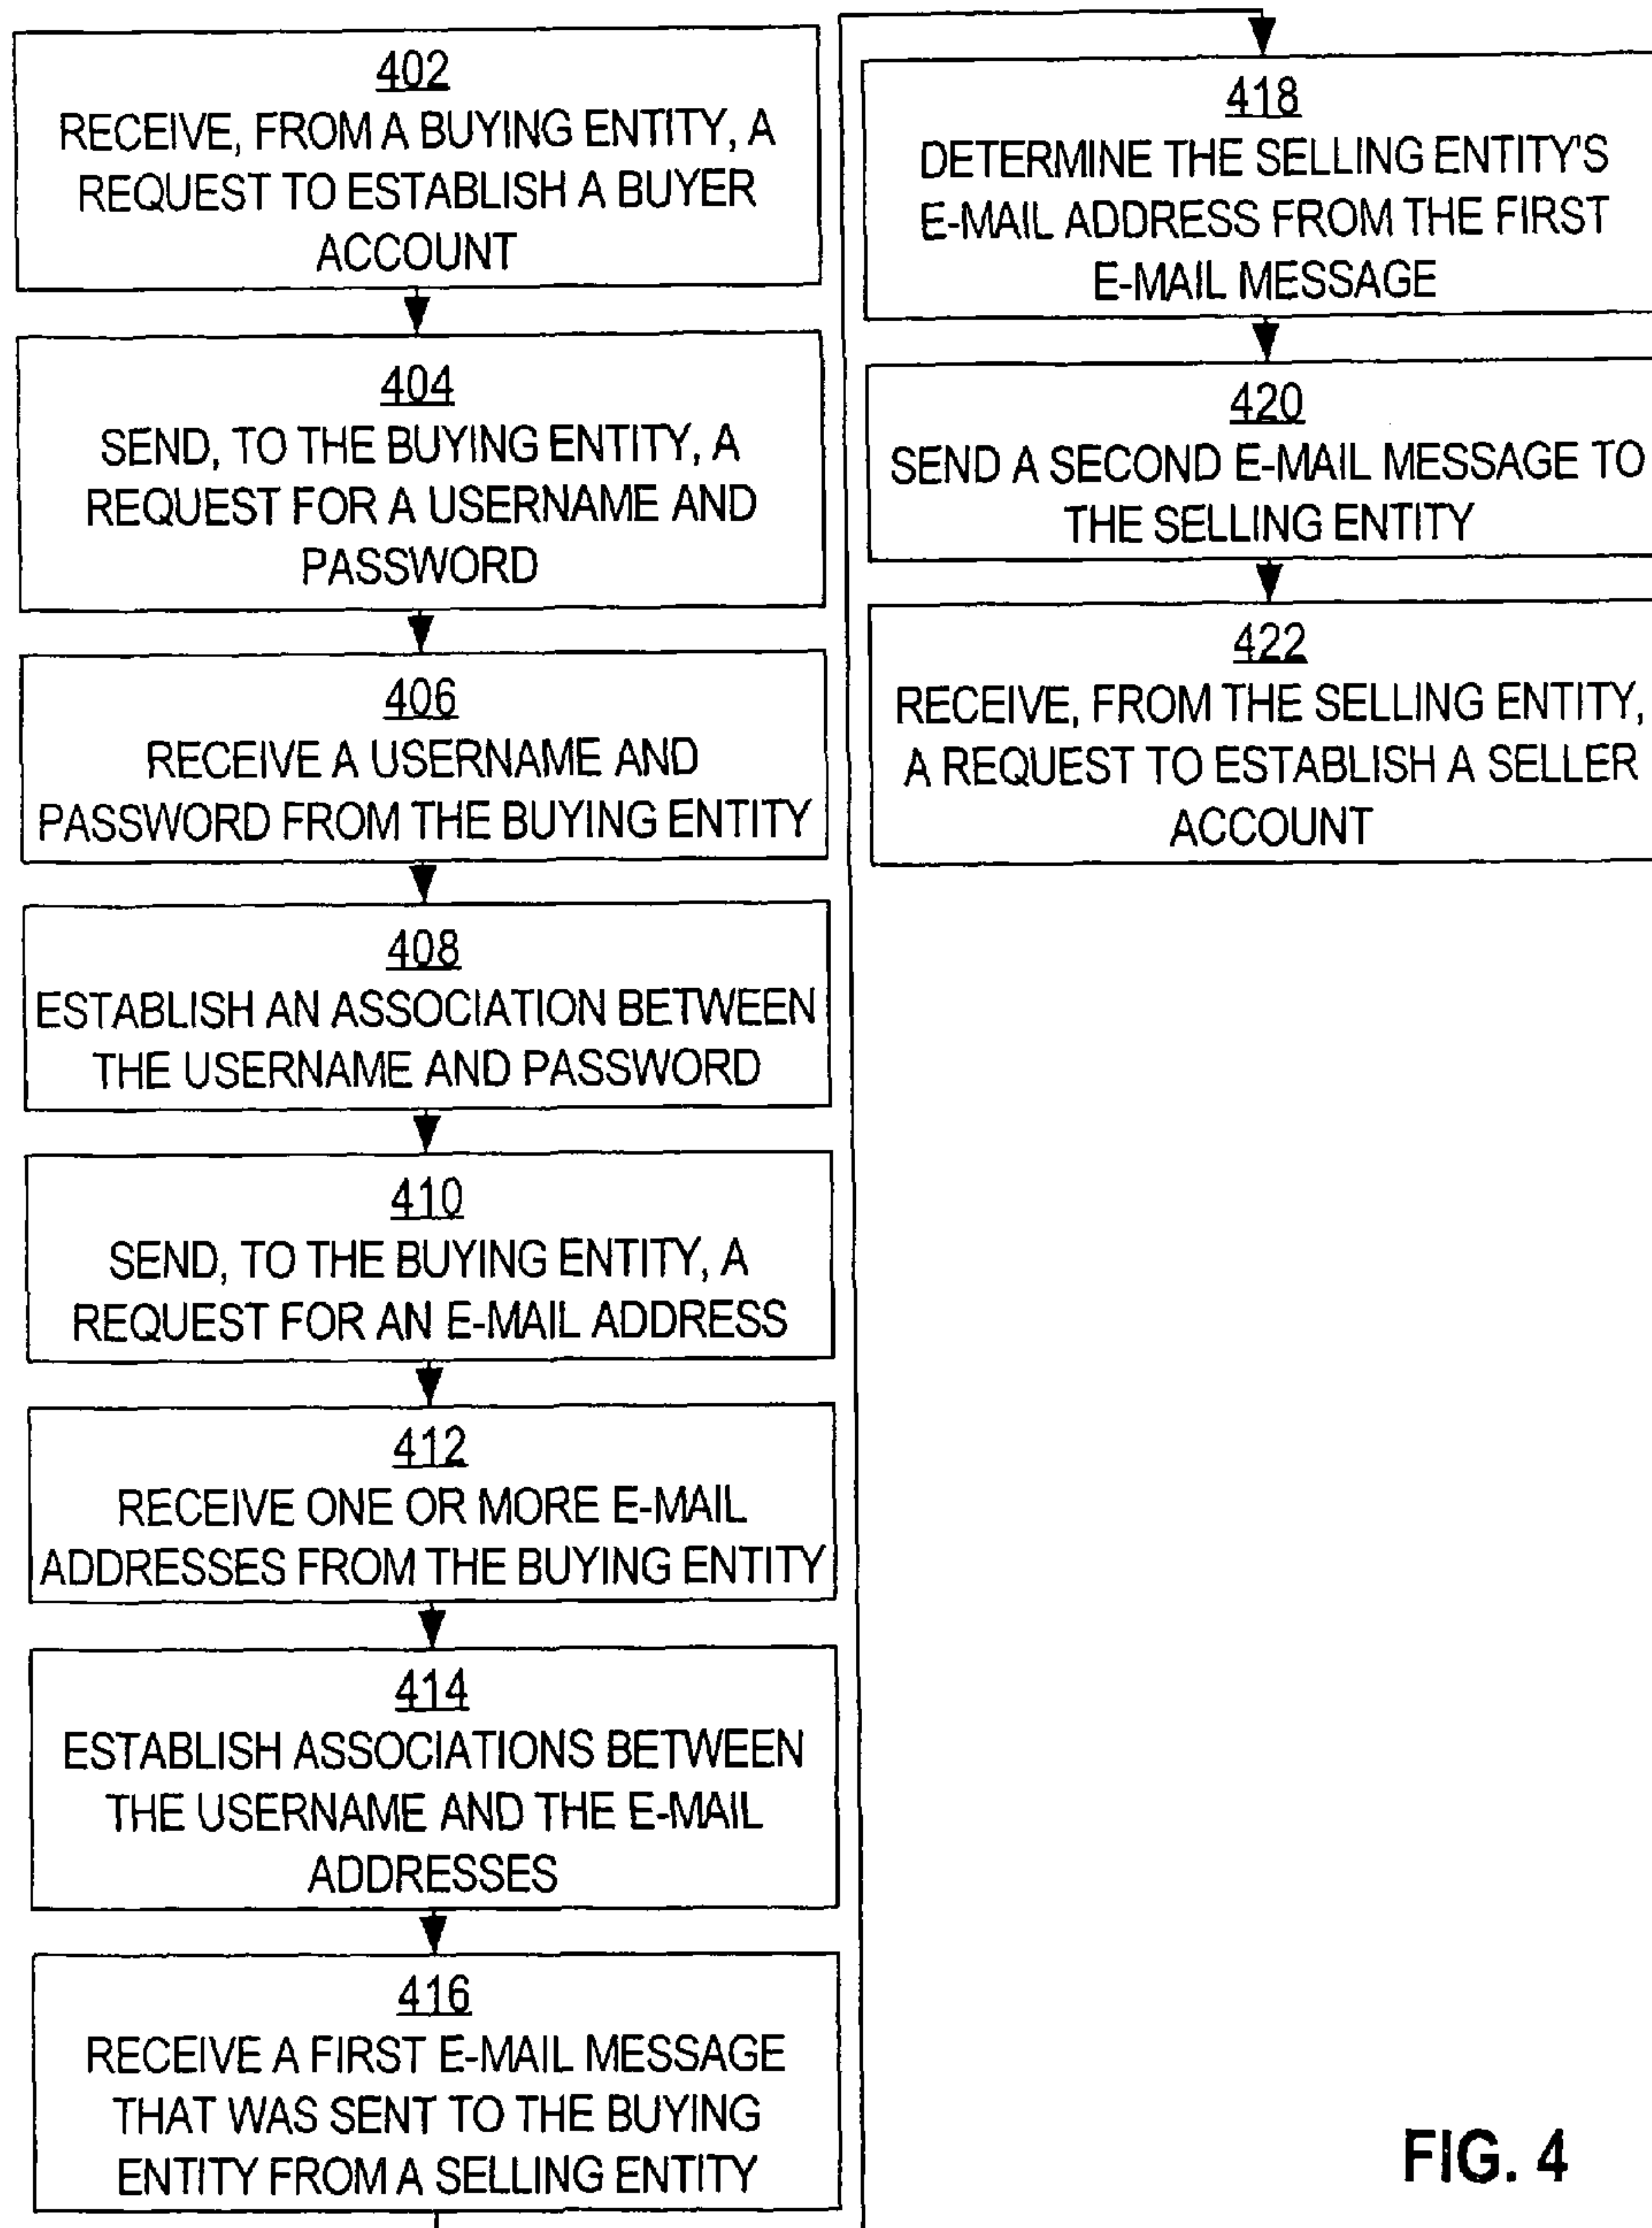 402
RECEIVE, FROM A BUYING ENTITY, A
REQUEST TO ESTABLISH A BUYER
ACCOUNT
404
SEND, TO THE BUYING ENTITY, A
REQUEST FOR A USERNAME AND
PASSWORD
406
RECEIVE A USERNAME AND
PASSWORD FROM THE BUYING ENTITY
408
ESTABLISH AN ASSOCIATION BETWEEN
THE USERNAME AND PASSWORD
410
SEND, TO THE BUYING ENTITY, A
REQUEST FOR AN E-MAIL ADDRESS
412
RECEIVE ONE OR MORE E-MAIL
ADDRESSES FROM THE BUYING ENTITY
414
ESTABLISH ASSOCIATIONS BETWEEN
THE USERNAME AND THE E-MAIL
ADDRESSES
416
RECEIVE A FIRST E-MAIL MESSAGE
THAT WAS SENT TO THE BUYING
ENTITY FROM A SELLING ENTITY
418
DETERMINE THE SELLING ENTITY'S
E-MAIL ADDRESS FROM THE FIRST
E-MAIL MESSAGE
420
SEND A SECOND E-MAIL MESSAGE TO
THE SELLING ENTITY
422
RECEIVE, FROM THE SELLING ENTITY,
A REQUEST TO ESTABLISH A SELLER
ACCOUNT
FIG. 4